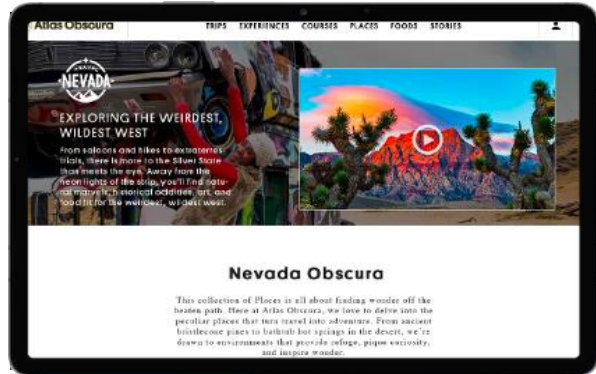 Atlas Obscura
TRIPS EXPERIENCES COURSES PLACES FOODS STORIES
NEVADA
EXPLORING THE WEIRDEST,
WILDEST WEST
From saloons and hikes to extraterres-
trials, there is more to the Silver State
than meets the eye. Away from the
neon lights of the strip, you'll find natu-
ral marvels, historical oddities, art, and
food fit for the weirdest, wildest west.
Nevada Obscura
This collection of Places is all about finding wonder off the
beaten path. Here at Atlas Obscura, we love to delve into the
peculiar places that turn travel into adventure. From ancient
bristlecone pines to bathtub hot springs in the desert, we're
drawn to environments that provide refuge, pique curiosity,
and inspire wonder.